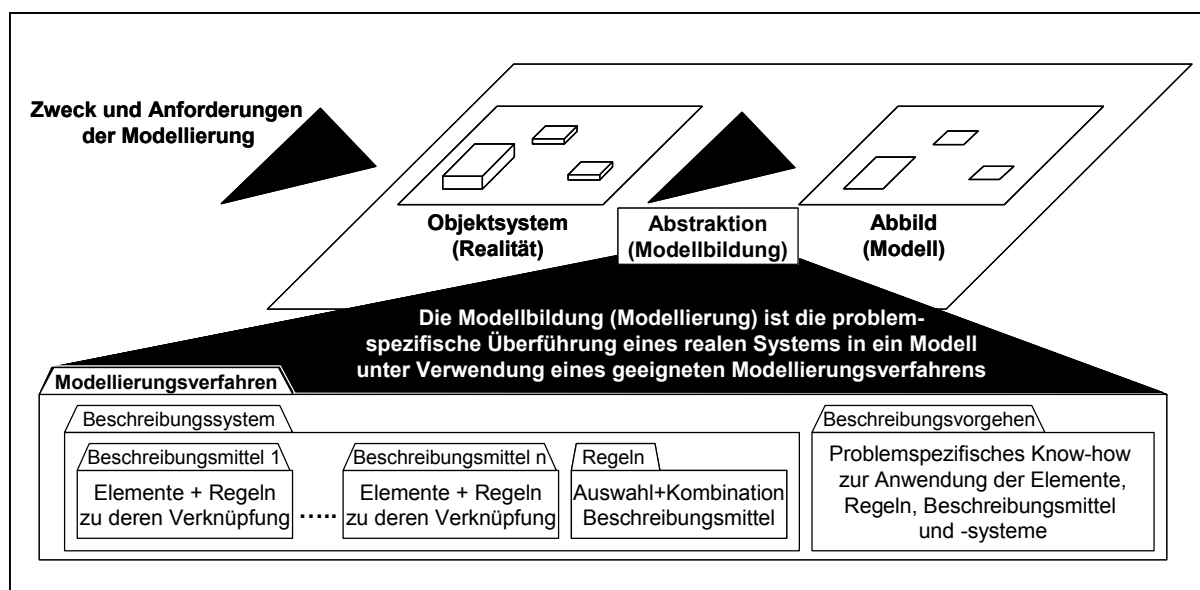 Zweck und Anforderungen
der Modellierung
Objektsystem
(Realität)
Abstraktion
(Modellbildung)
Abbild
(Modell)
Die Modellbildung (Modellierung) ist die problem-
spezifische Überführung eines realen Systems in ein Modell
unter Verwendung eines geeigneten Modellierungsverfahrens
Modellierungsverfahren
Beschreibungssystem
Beschreibungsmittel 1
Elemente + Regeln
zu deren Verknüpfung
.....
Beschreibungsmittel n
Elemente + Regeln
zu deren Verknüpfung
Regeln
Auswahl+Kombination
Beschreibungsmittel
Beschreibungsvorgehen
Problemspezifisches Know-how
zur Anwendung der Elemente,
Regeln, Beschreibungsmittel
und -systeme